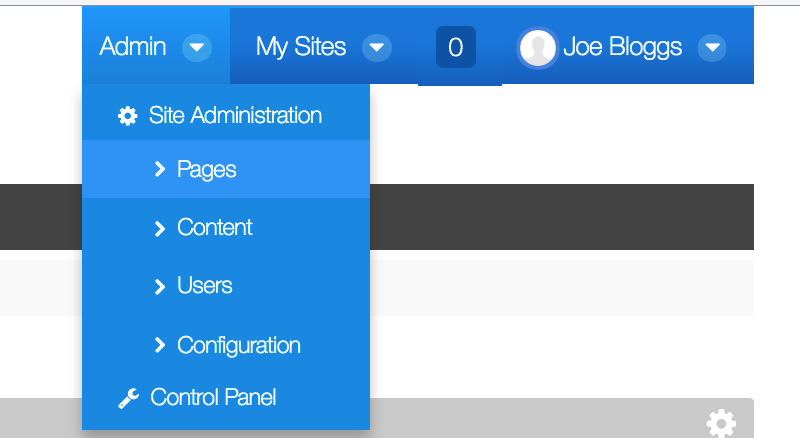 Admin My Sites 0 Joe Bloggs
Site Administration
Pages
Content
Users
Configuration
Control Panel